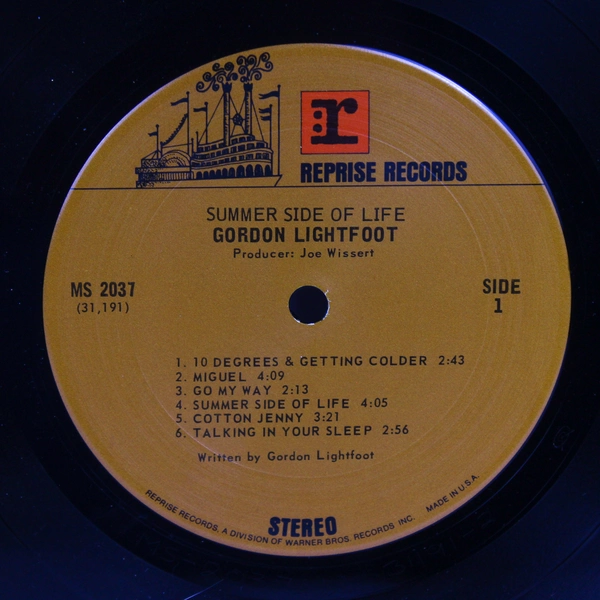 r
REPRISE RECORDS
SUMMER SIDE OF LIFE
GORDON LIGHTFOOT
Producer: Joe Wissert
MS 2037
(31,191)
SIDE
1
1. 10 DEGREES & GETTING COLDER 2:43
2. MIGUEL 4:09
3. GO MY WAY 2:13
4. SUMMER SIDE OF LIFE 4:05
5. COTTON JENNY 3:21
6. TALKING IN YOUR SLEEP 2:56
Written by Gordon Lightfoot
STEREO
REPRISE RECORDS, A DIVISION OF WARNER BROS. RECORDS INC. MADE IN U.S.A.